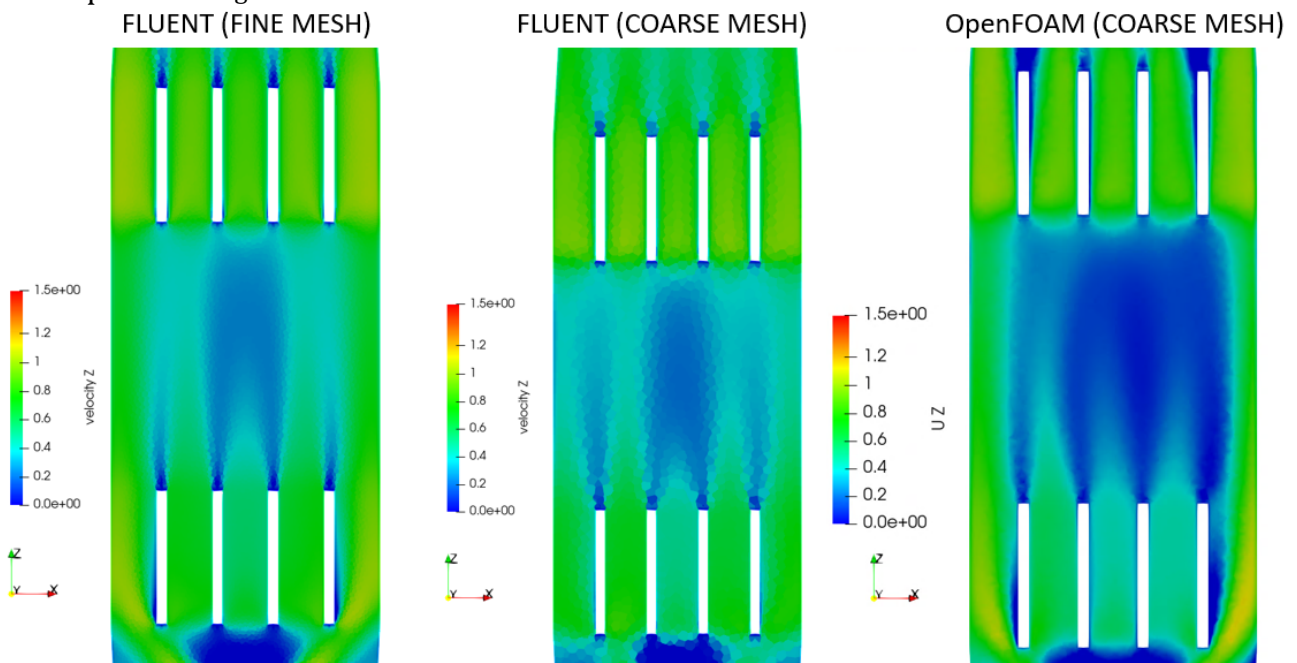 FLUENT (FINE MESH)
FLUENT (COARSE MESH)
OpenFOAM (COARSE MESH)
1.5e+00
1.2
1
0.8
0.6
0.4
0.2
0.0e+00
velocity Z
Z
Y
X
1.5e+00
1.2
1
0.8
0.6
0.4
0.2
0.0e+00
velocity Z
Z
Y
X
1.5e+00
1.2
1
0.8
0.6
0.4
0.2
0.0e+00
U Z
Z
Y
X